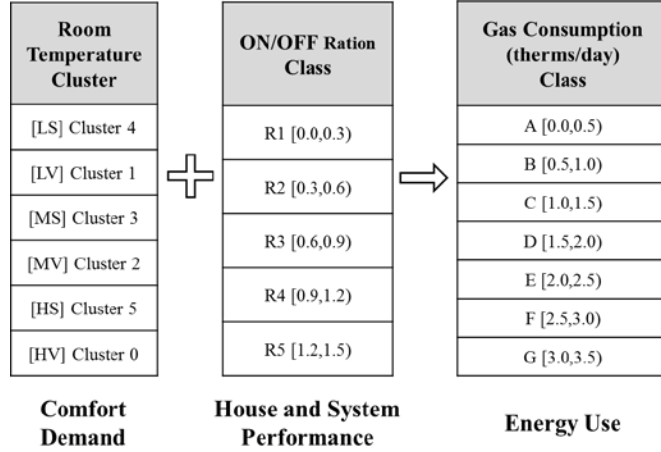 Room
Temperature
Cluster
[LS] Cluster 4
[LV] Cluster 1
[MS] Cluster 3
[MV] Cluster 2
[HS] Cluster 5
[HV] Cluster 0
Comfort
Demand
ON/OFF Ration
Class
R1 [0.0,0.3)
R2 [0.3,0.6)
R3 [0.6,0.9)
R4 [0.9,1.2)
R5 [1.2,1.5)
House and System
Performance
Gas Consumption
(therms/day)
Class
A [0.0,0.5)
B [0.5,1.0)
C [1.0,1.5)
D [1.5,2.0)
E [2.0,2.5)
F [2.5,3.0)
G [3.0,3.5)
Energy Use